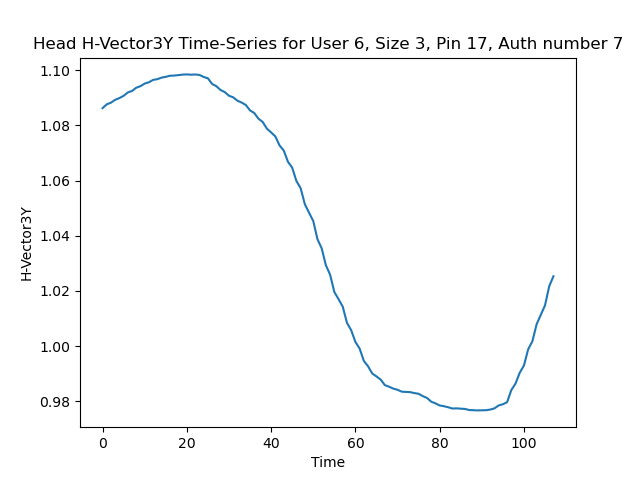 Head H-Vector3Y Time-Series for User 6, Size 3, Pin 17, Auth number 7
1.10
1.08
1.06
1.04
1.02
1.00
0.98
H-Vector3Y
0 20 40 60 80 100
Time